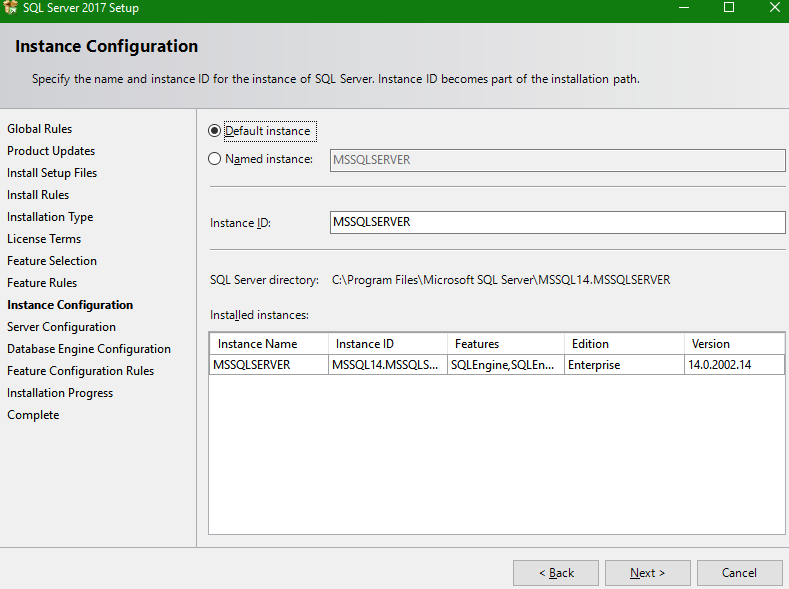 SQL Server 2017 Setup
Instance Configuration
Specify the name and instance ID for the instance of SQL Server. Instance ID becomes part of the installation path.
Global Rules
Product Updates
Install Setup Files
Install Rules
Installation Type
License Terms
Feature Selection
Feature Rules
Instance Configuration
Server Configuration
Database Engine Configuration
Feature Configuration Rules
Installation Progress
Complete
Default instance
Named instance: MSSQLSERVER
Instance ID: MSSQLSERVER
SQL Server directory: C:\Program Files\Microsoft SQL Server\MSSQL14.MSSQLSERVER
Installed instances:
Instance Name Instance ID Features Edition Version
MSSQLSERVER MSSQL14.MSSQLS... SQLEngine,SQLEn... Enterprise 14.0.2002.14
< Back Next > Cancel